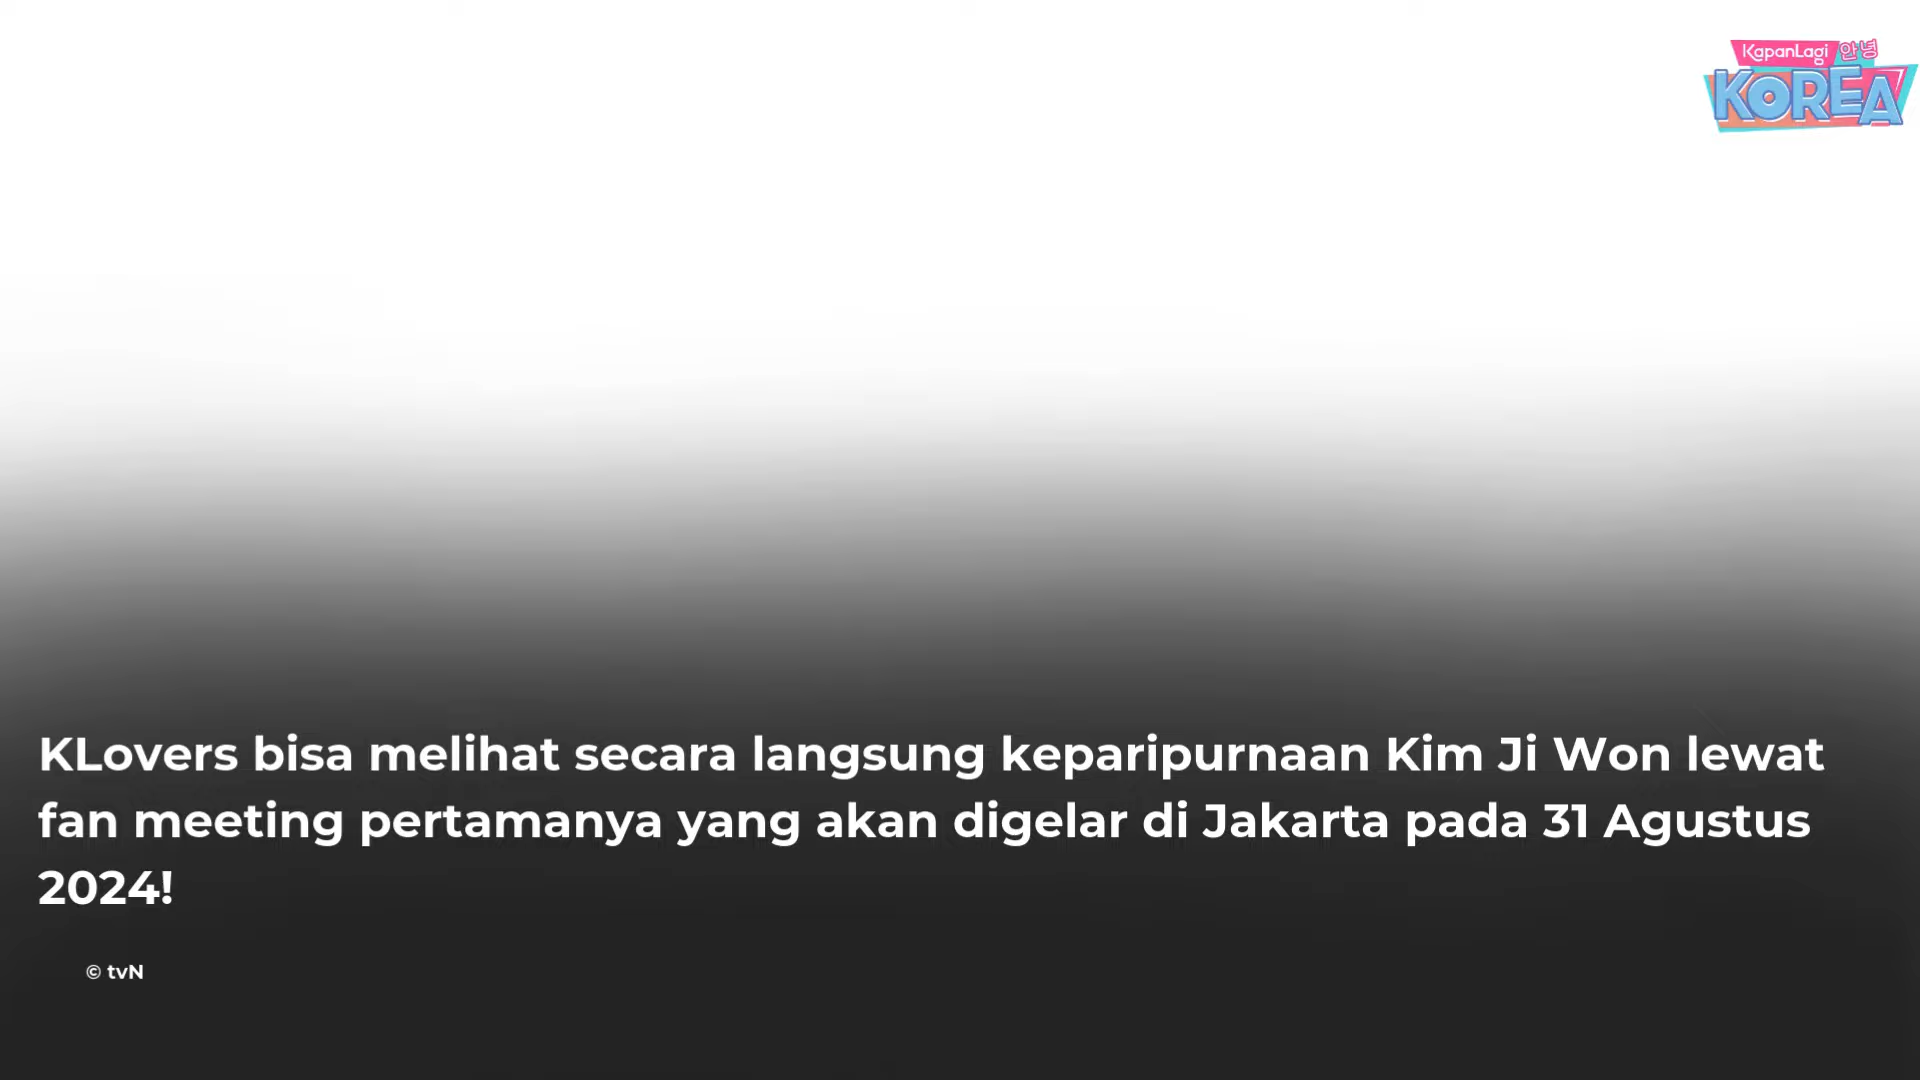 KapanLagi 안녕
KOREA
KLovers bisa melihat secara langsung keparipurnaan Kim Ji Won lewat
fan meeting pertamanya yang akan digelar di Jakarta pada 31 Agustus
2024!
© tvN